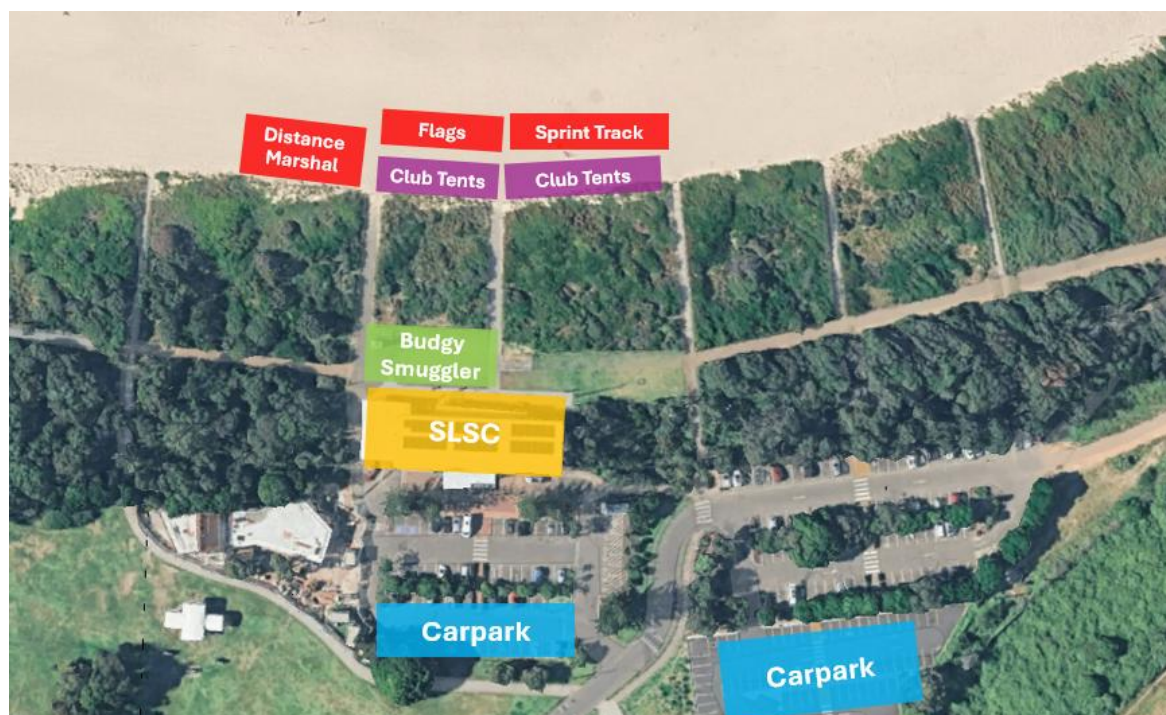 Distance
Marshal
Flags
Sprint Track
Club Tents
Club Tents
Budgy
Smuggler
SLSC
Carpark
Carpark